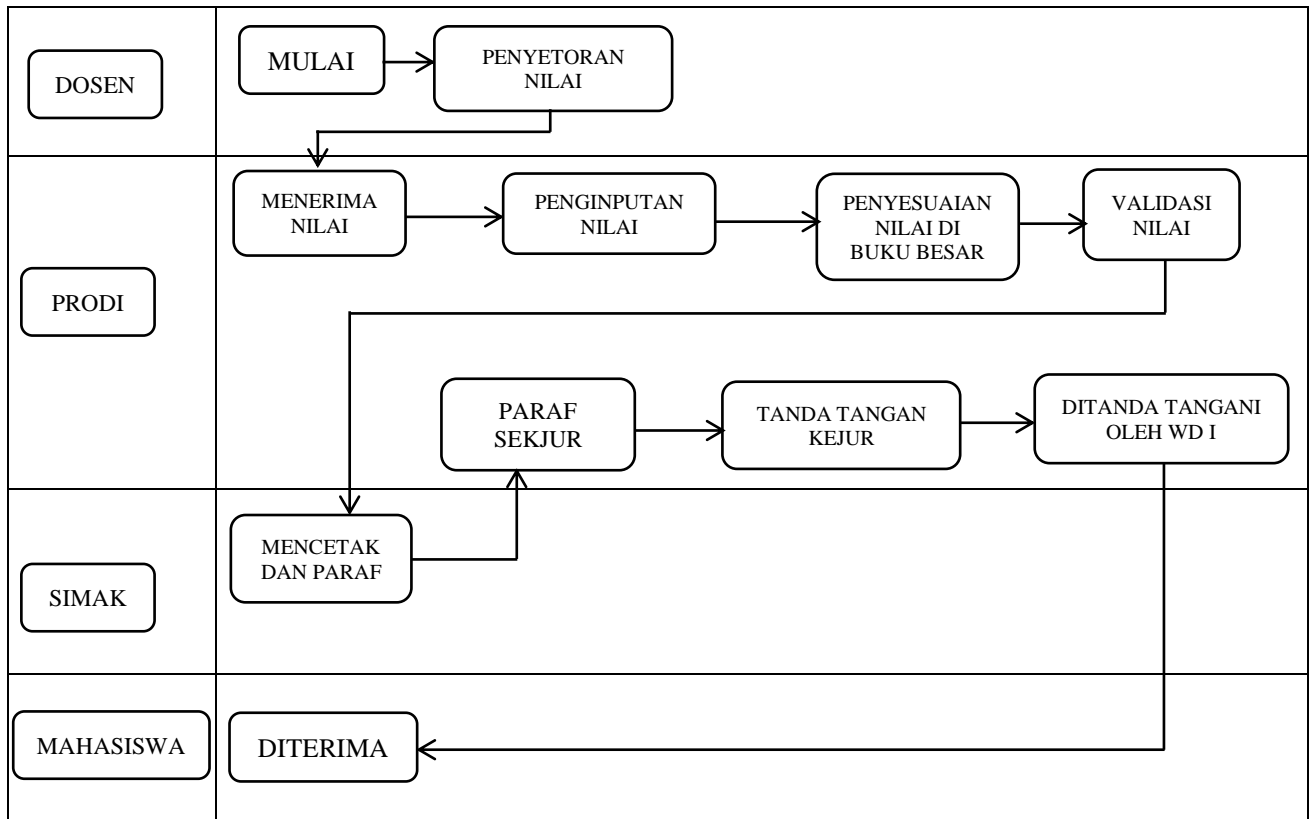 DOSEN
MULAI
PENYETORAN
NILAI
PRODI
MENERIMA
NILAI
PENGINPUTAN
NILAI
PENYESUAIAN
NILAI DI
BUKU BESAR
VALIDASI
NILAI
PARAF
SEKJUR
TANDA TANGAN
KEJUR
DITANDA TANGANI
OLEH WD I
SIMAK
MENCETAK
DAN PARAF
MAHASISWA
DITERIMA